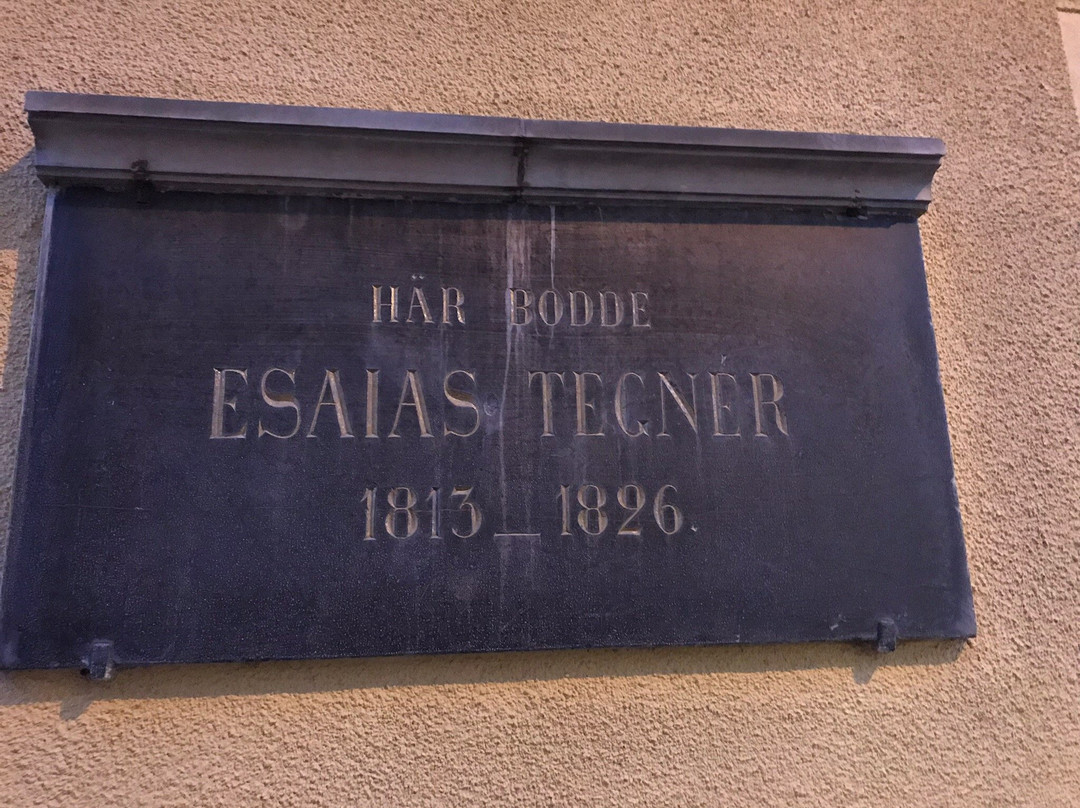 HÄR BODDE
ESAIAS TEGNÉR
1813_1826.